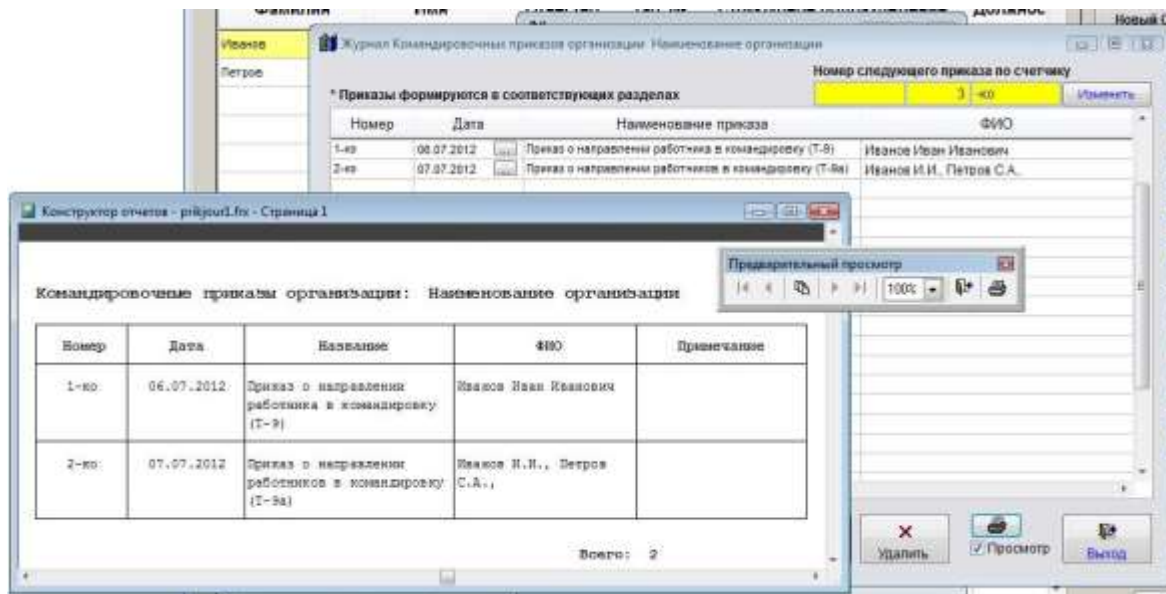 Фамилия Имя
Новый
Иванов
Петров
Журнал Командировочных приказов организации Наименование организации
Номер следующего приказа по счетчику
* Приказы формируются в соответствующих разделах
3 -ко Изменить
Номер Дата Наименование приказа ФИО
1-ко 06.07.2012 ... Приказ о направлении работника в командировку (Т-9) Иванов Иван Иванович
2-ко 07.07.2012 ... Приказ о направлении работников в командировку (Т-9а) Иванов И.И., Петров С.А.,
Конструктор отчетов - prikjour1.frx - Страница 1
Предварительный просмотр
100%
Командировочные приказы организации: Наименование организации
Номер Дата Название ФИО Примечание
1-ко 06.07.2012 Приказ о направлении Иванов Иван Иванович
работника в командировку
(Т-9)
2-ко 07.07.2012 Приказ о направлении Иванов И.И., Петров
работников в командировку С.А.,
(Т-9а)
Всего: 2
Удалить
Просмотр
Выход